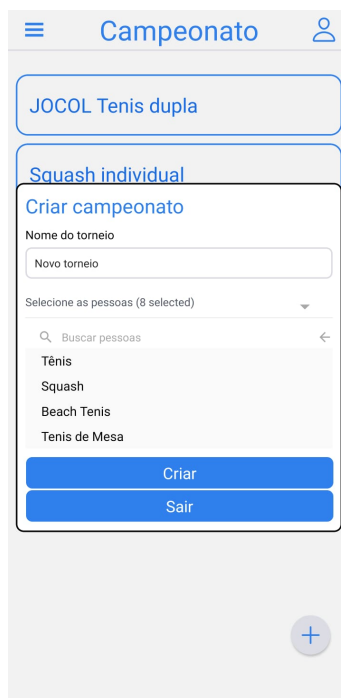 Campeonato
JOCOL Tenis dupla
Squash individual
Criar campeonato
Nome do torneio
Novo torneio
Selecione as pessoas (8 selected)
Buscar pessoas
Tênis
Squash
Beach Tenis
Tenis de Mesa
Criar
Sair